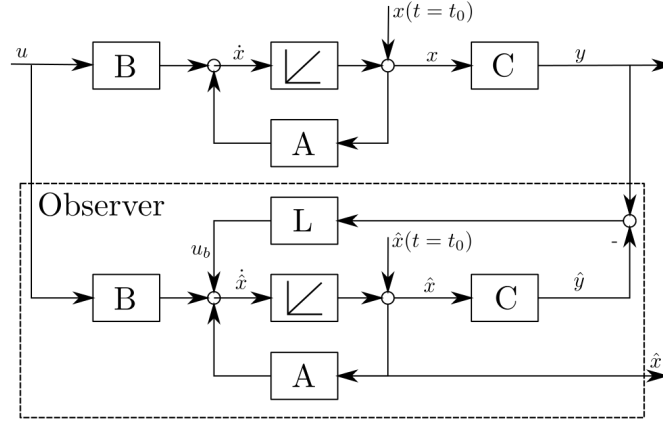 x(t = t₀)
u
B
ẋ
x
C
y
A
Observer
L
u_b
x̂(t = t₀)
-
B
x̂̇
x̂
C
ŷ
A
x̂